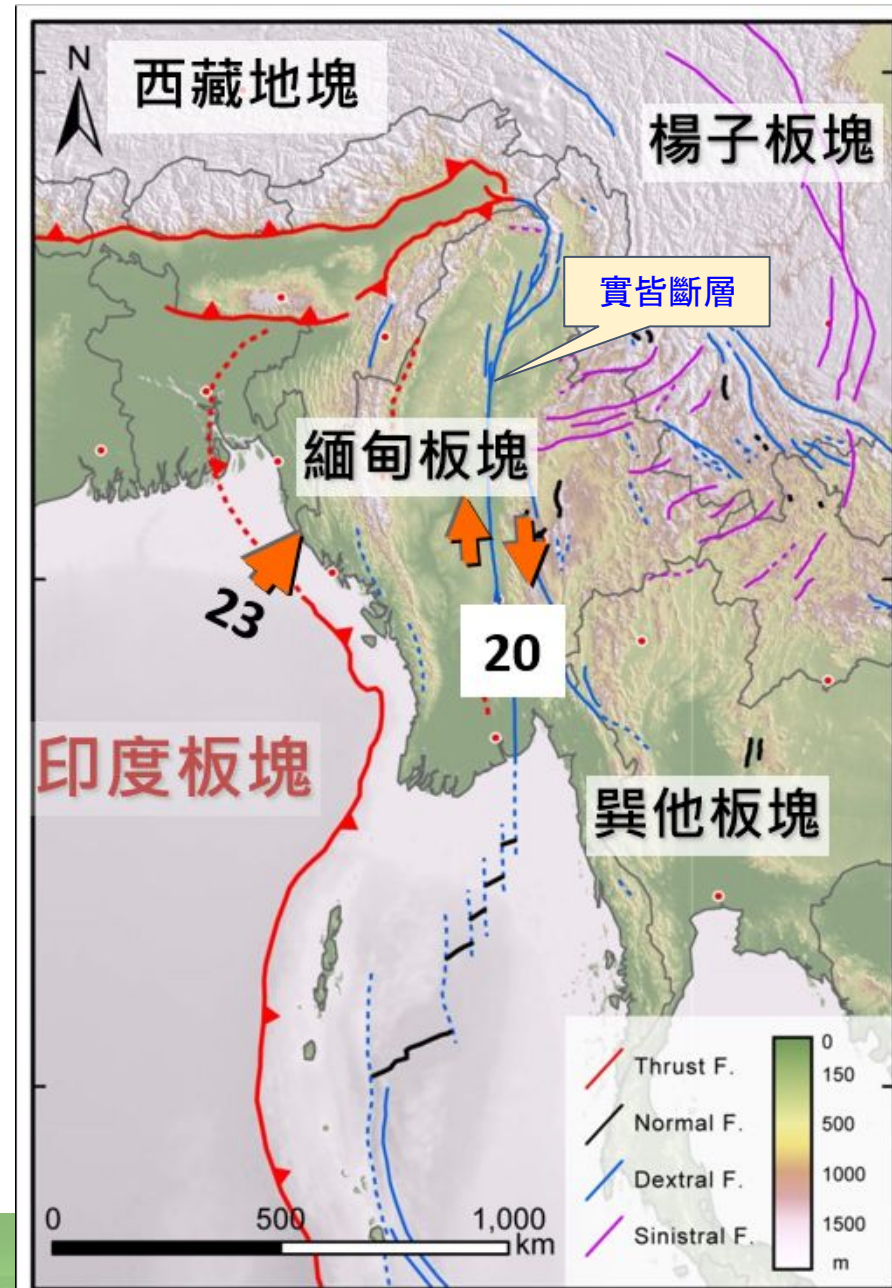 N
西藏地塊
楊子板塊
實皆斷層
緬甸板塊
23
20
印度板塊
巽他板塊
Thrust F.
Normal F.
Dextral F.
Sinistral F.
0
150
500
1000
1500
m
0 500 1,000
km